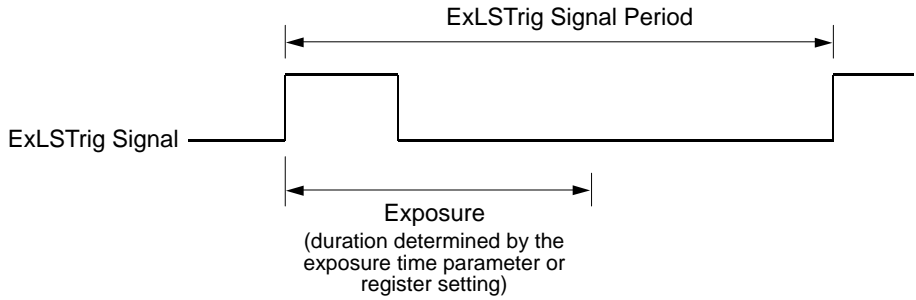 ExLSTrig Signal Period
ExLSTrig Signal
Exposure
(duration determined by the
exposure time parameter or
register setting)